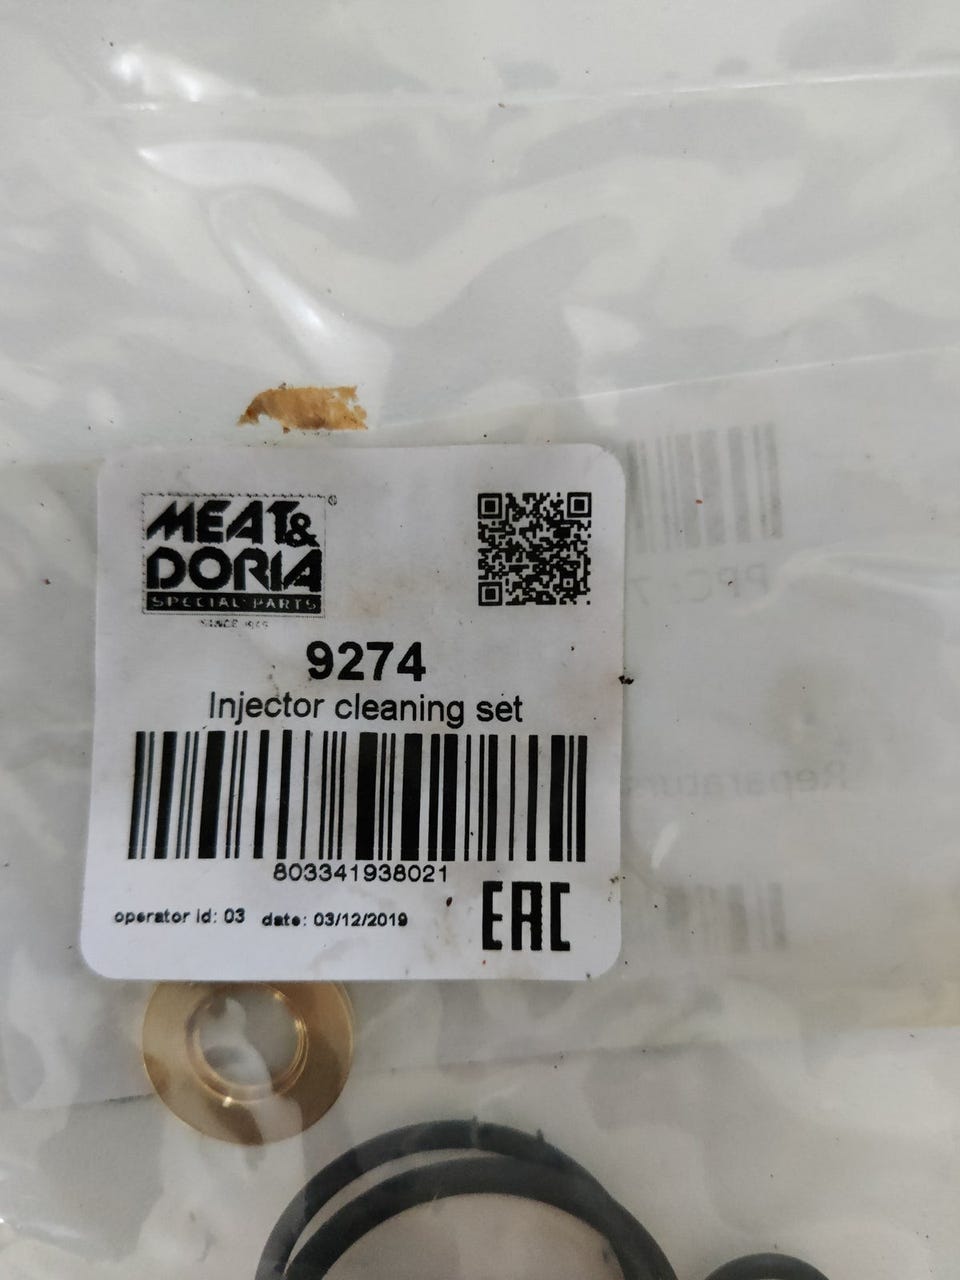 MEAT&
DORIA
SPECIAL PARTS
9274
Injector cleaning set
803341938021
operator id: 03 date: 03/12/2019
EAC